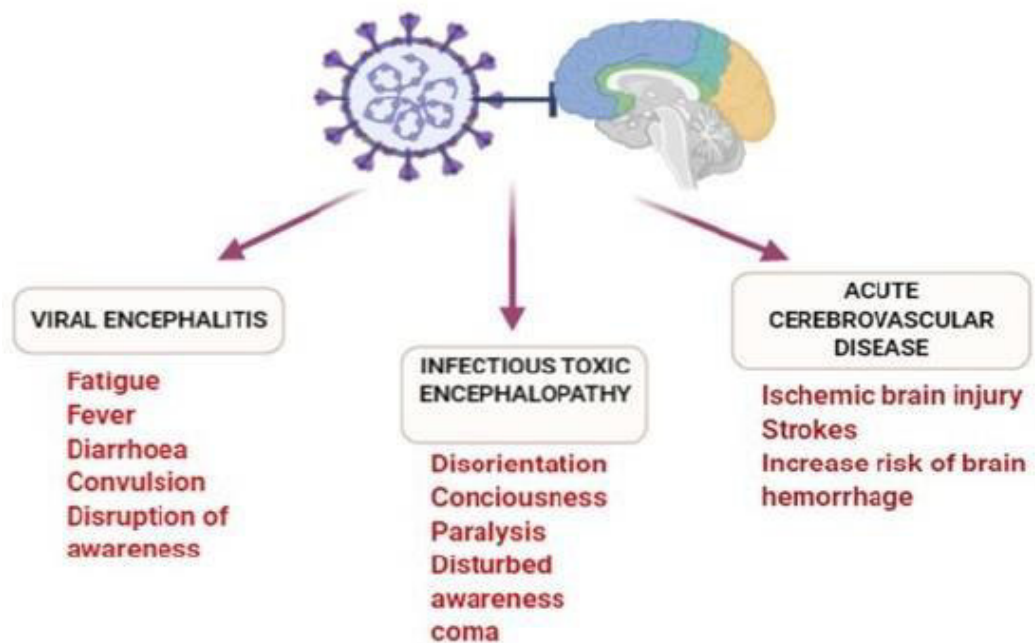 VIRAL ENCEPHALITIS
Fatigue
Fever
Diarrhoea
Convulsion
Disruption of
awareness
INFECTIOUS TOXIC
ENCEPHALOPATHY
Disorientation
Conciousness
Paralysis
Disturbed
awareness
coma
ACUTE
CEREBROVASCULAR
DISEASE
Ischemic brain injury
Strokes
Increase risk of brain
hemorrhage